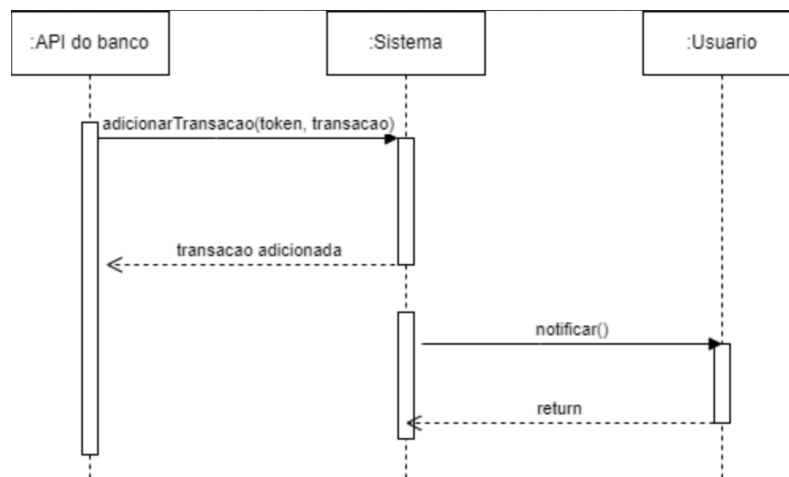 :API do banco
:Sistema
:Usuario
adicionarTransacao(token, transacao)
transacao adicionada
notificar()
return